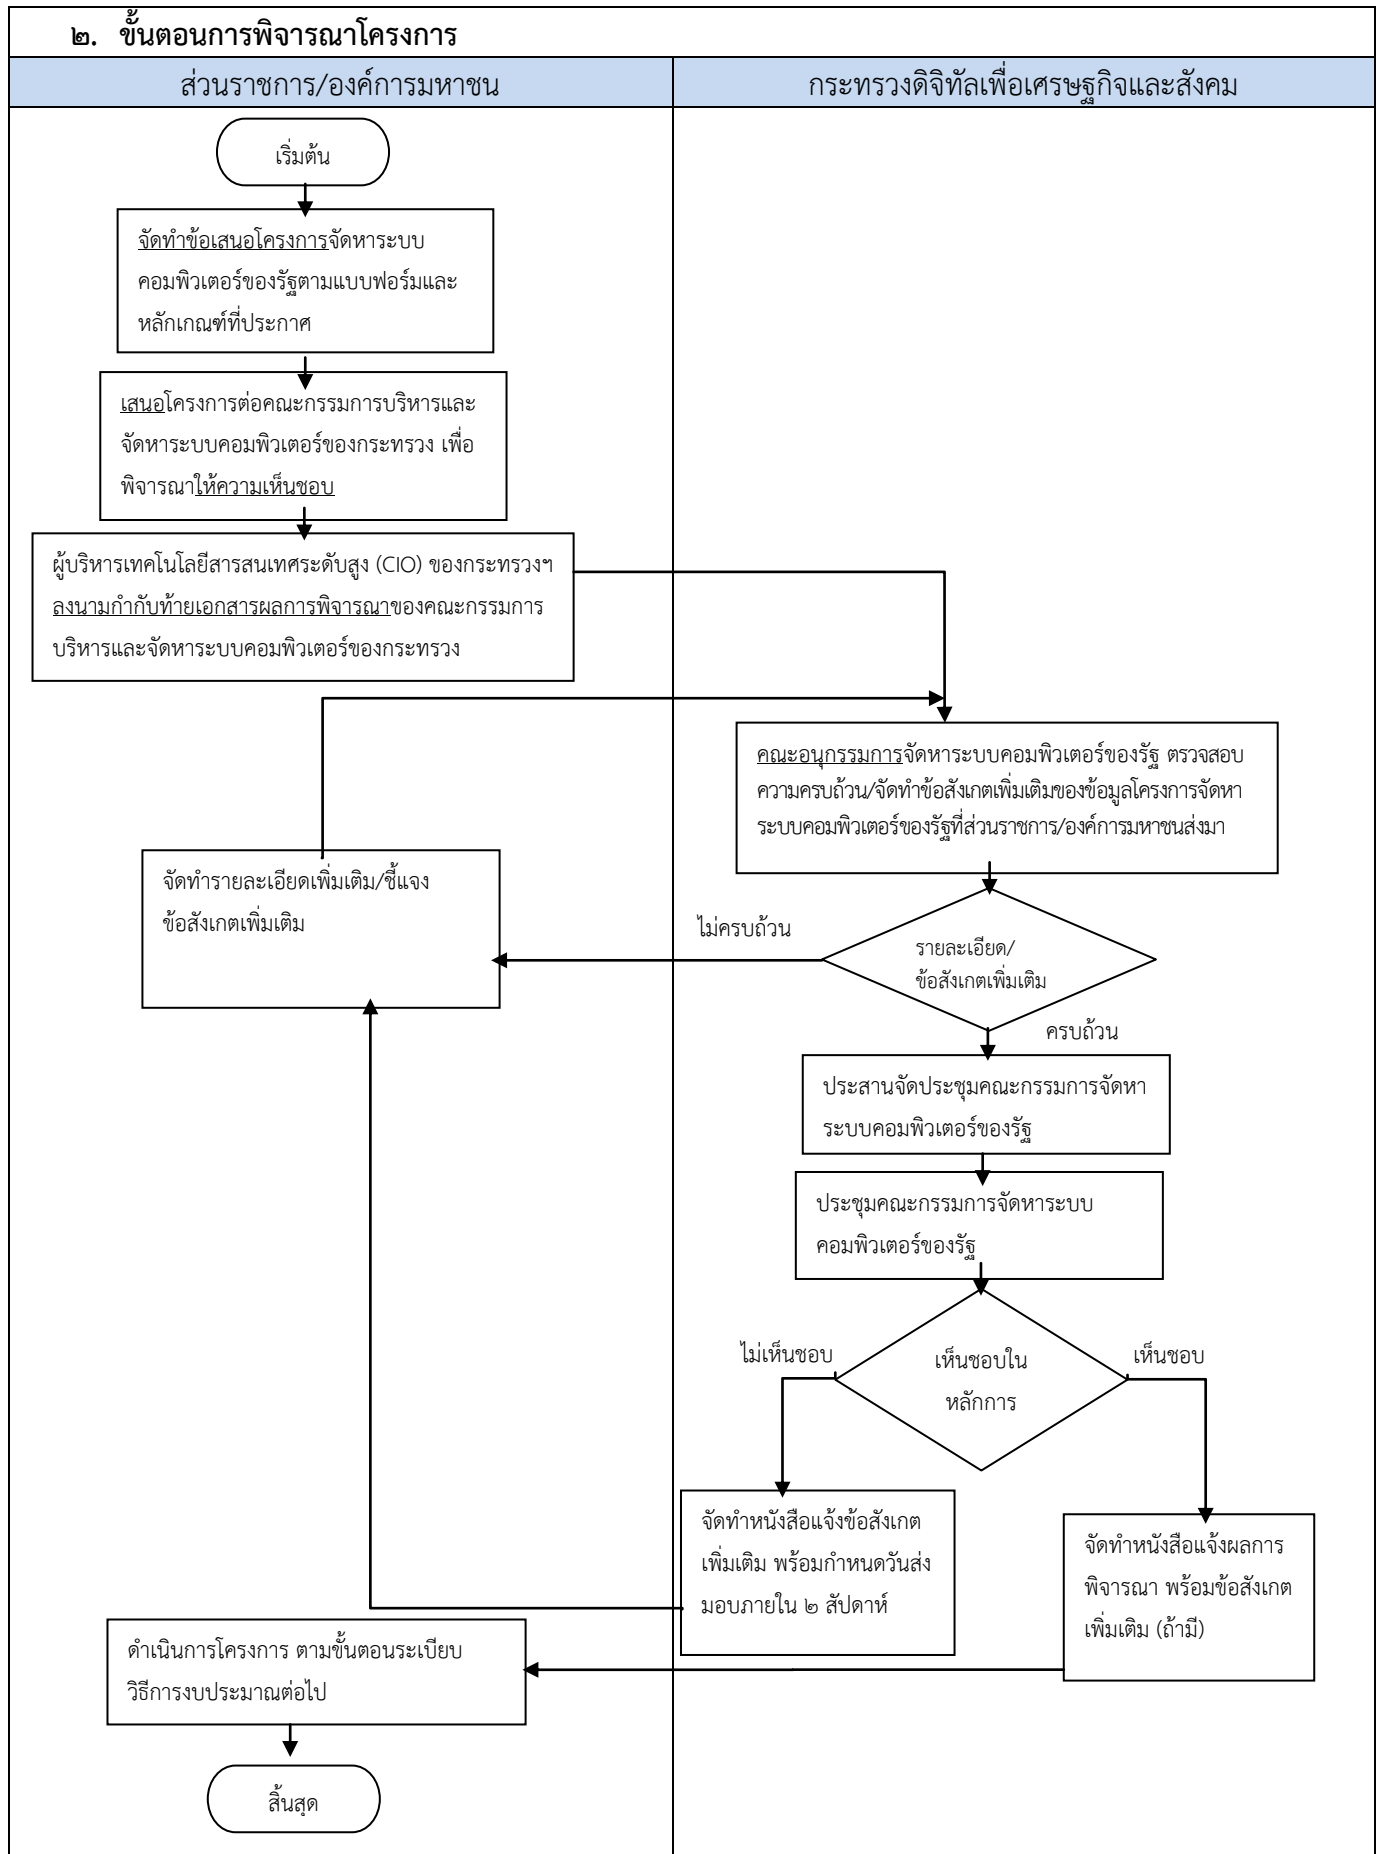 ๒. ขั้นตอนการพิจารณาโครงการ
ส่วนราชการ/องค์การมหาชน
กระทรวงดิจิทัลเพื่อเศรษฐกิจและสังคม
เริ่มต้น
จัดทำข้อเสนอโครงการจัดหาระบบ
คอมพิวเตอร์ของรัฐตามแบบฟอร์มและ
หลักเกณฑ์ที่ประกาศ
เสนอโครงการต่อคณะกรรมการบริหารและ
จัดหาระบบคอมพิวเตอร์ของกระทรวง เพื่อ
พิจารณาให้ความเห็นชอบ
ผู้บริหารเทคโนโลยีสารสนเทศระดับสูง (CIO) ของกระทรวงฯ
ลงนามกำกับท้ายเอกสารผลการพิจารณาของคณะกรรมการ
บริหารและจัดหาระบบคอมพิวเตอร์ของกระทรวง
คณะอนุกรรมการจัดหาระบบคอมพิวเตอร์ของรัฐ ตรวจสอบ
ความครบถ้วน/จัดทำข้อสังเกตเพิ่มเติมของข้อมูลโครงการจัดหา
ระบบคอมพิวเตอร์ของรัฐที่ส่วนราชการ/องค์การมหาชนส่งมา
จัดทำรายละเอียดเพิ่มเติม/ชี้แจง
ข้อสังเกตเพิ่มเติม
ไม่ครบถ้วน
รายละเอียด/
ข้อสังเกตเพิ่มเติม
ครบถ้วน
ประสานจัดประชุมคณะกรรมการจัดหา
ระบบคอมพิวเตอร์ของรัฐ
ประชุมคณะกรรมการจัดหาระบบ
คอมพิวเตอร์ของรัฐ
ไม่เห็นชอบ
เห็นชอบใน
หลักการ
เห็นชอบ
จัดทำหนังสือแจ้งข้อสังเกต
เพิ่มเติม พร้อมกำหนดวันส่ง
มอบภายใน ๒ สัปดาห์
จัดทำหนังสือแจ้งผลการ
พิจารณา พร้อมข้อสังเกต
เพิ่มเติม (ถ้ามี)
ดำเนินการโครงการ ตามขั้นตอนระเบียบ
วิธีการงบประมาณต่อไป
สิ้นสุด